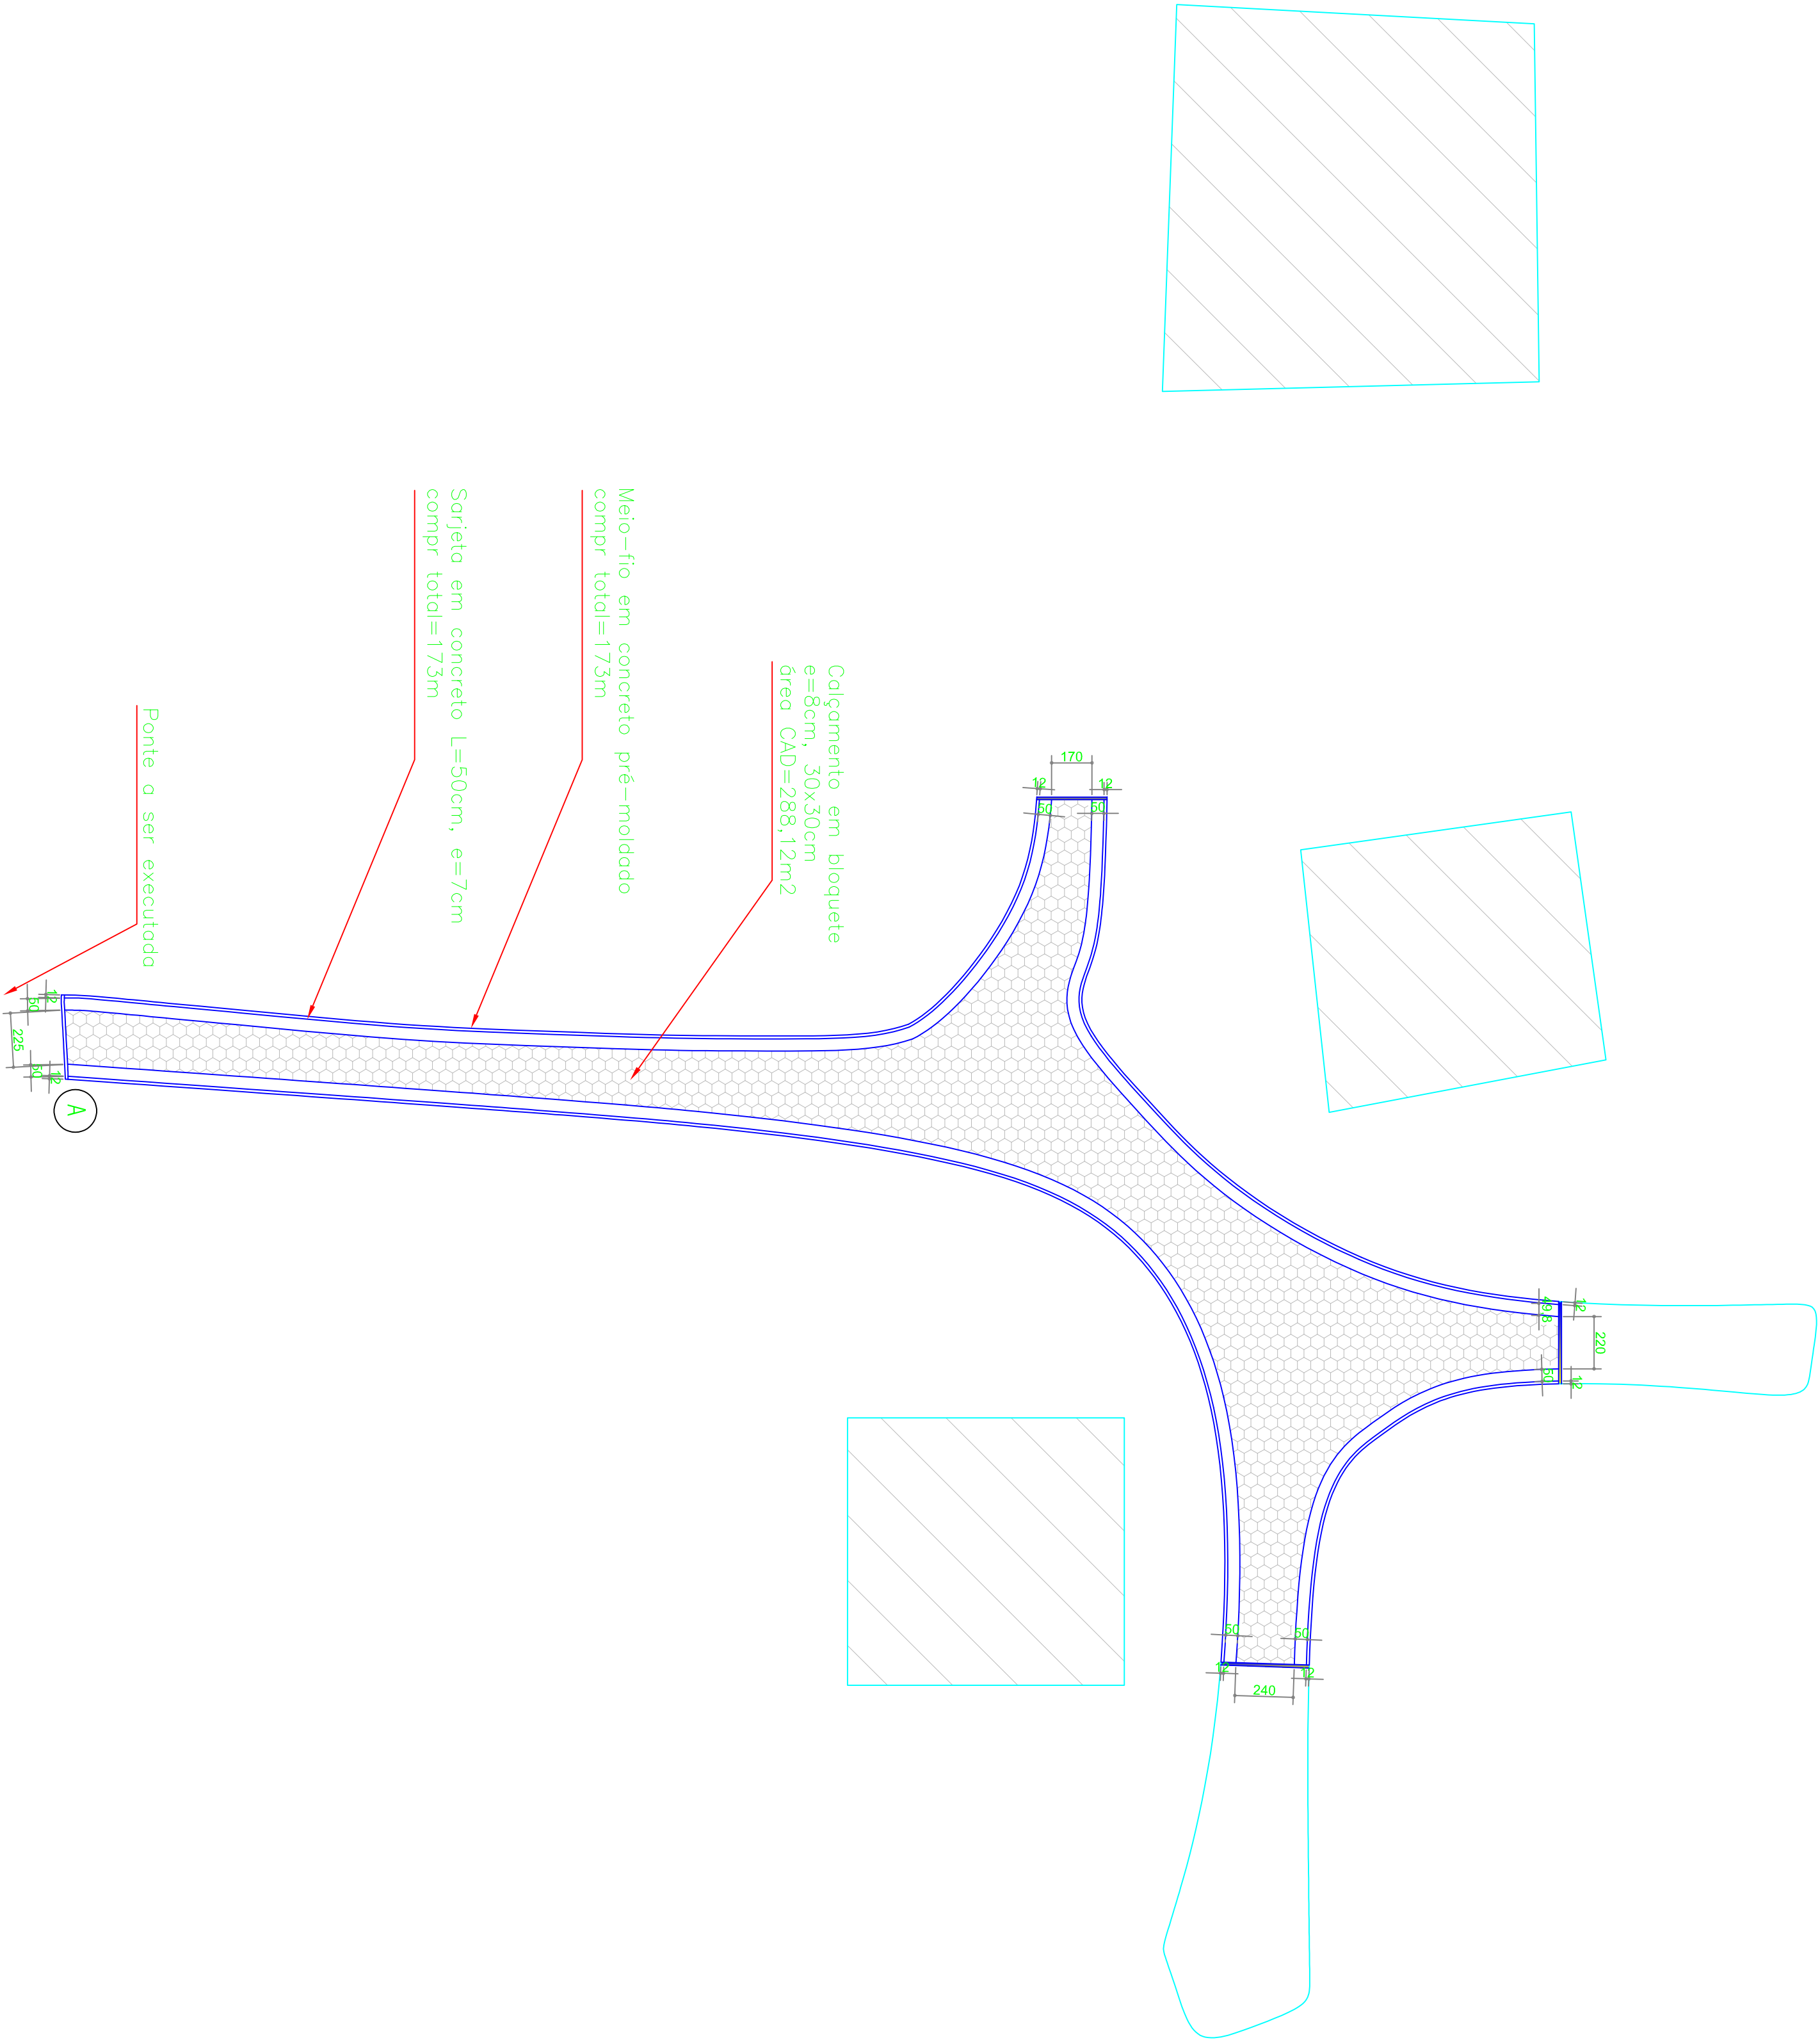 Calçamento em bloquete
e=8cm, 30x30cm
área CAD=288,12m2
Meio-fio em concreto pré-moldado
compr total=173m
Sarjeta em concreto L=50cm, e=7cm
compr total=173m
Ponte a ser executada
170
12
12
50
50
12
50
225
50
12
A
49,8
12
220
50
12
50
50
12
12
240